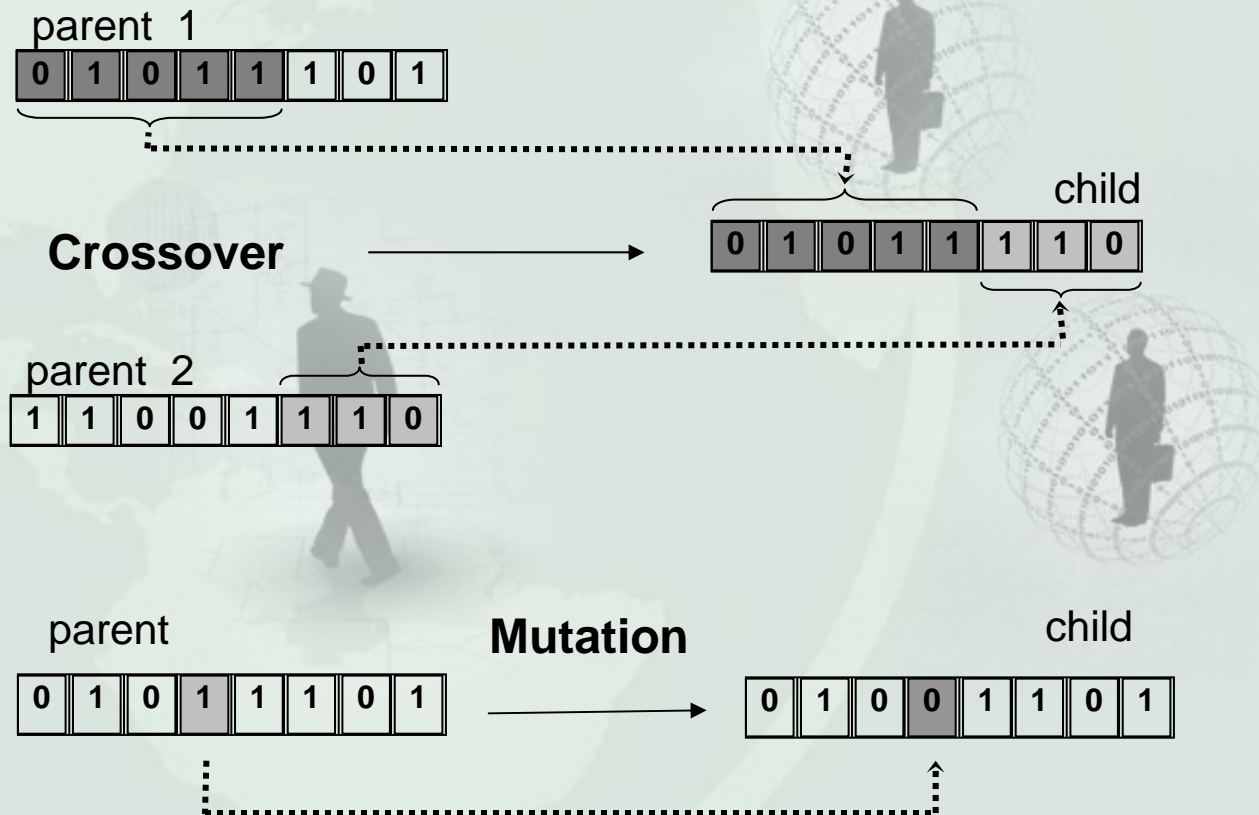 parent 1
0 1 0 1 1 1 0 1
child
0 1 0 1 1 1 1 0
Crossover
parent 2
1 1 0 0 1 1 1 0
parent
Mutation
child
0 1 0 1 1 1 0 1
0 1 0 0 1 1 0 1